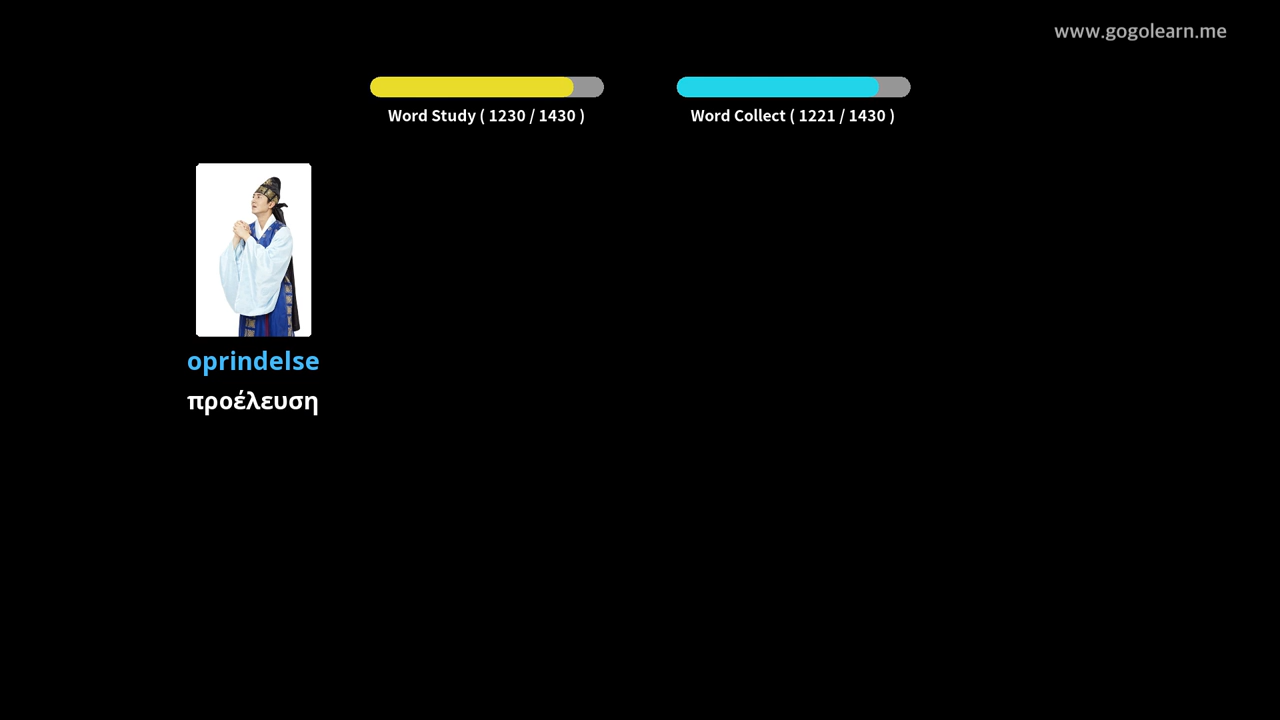 www.gogolearn.me
Word Study ( 1230 / 1430 )
Word Collect ( 1221 / 1430 )
oprindelse
προέλευση